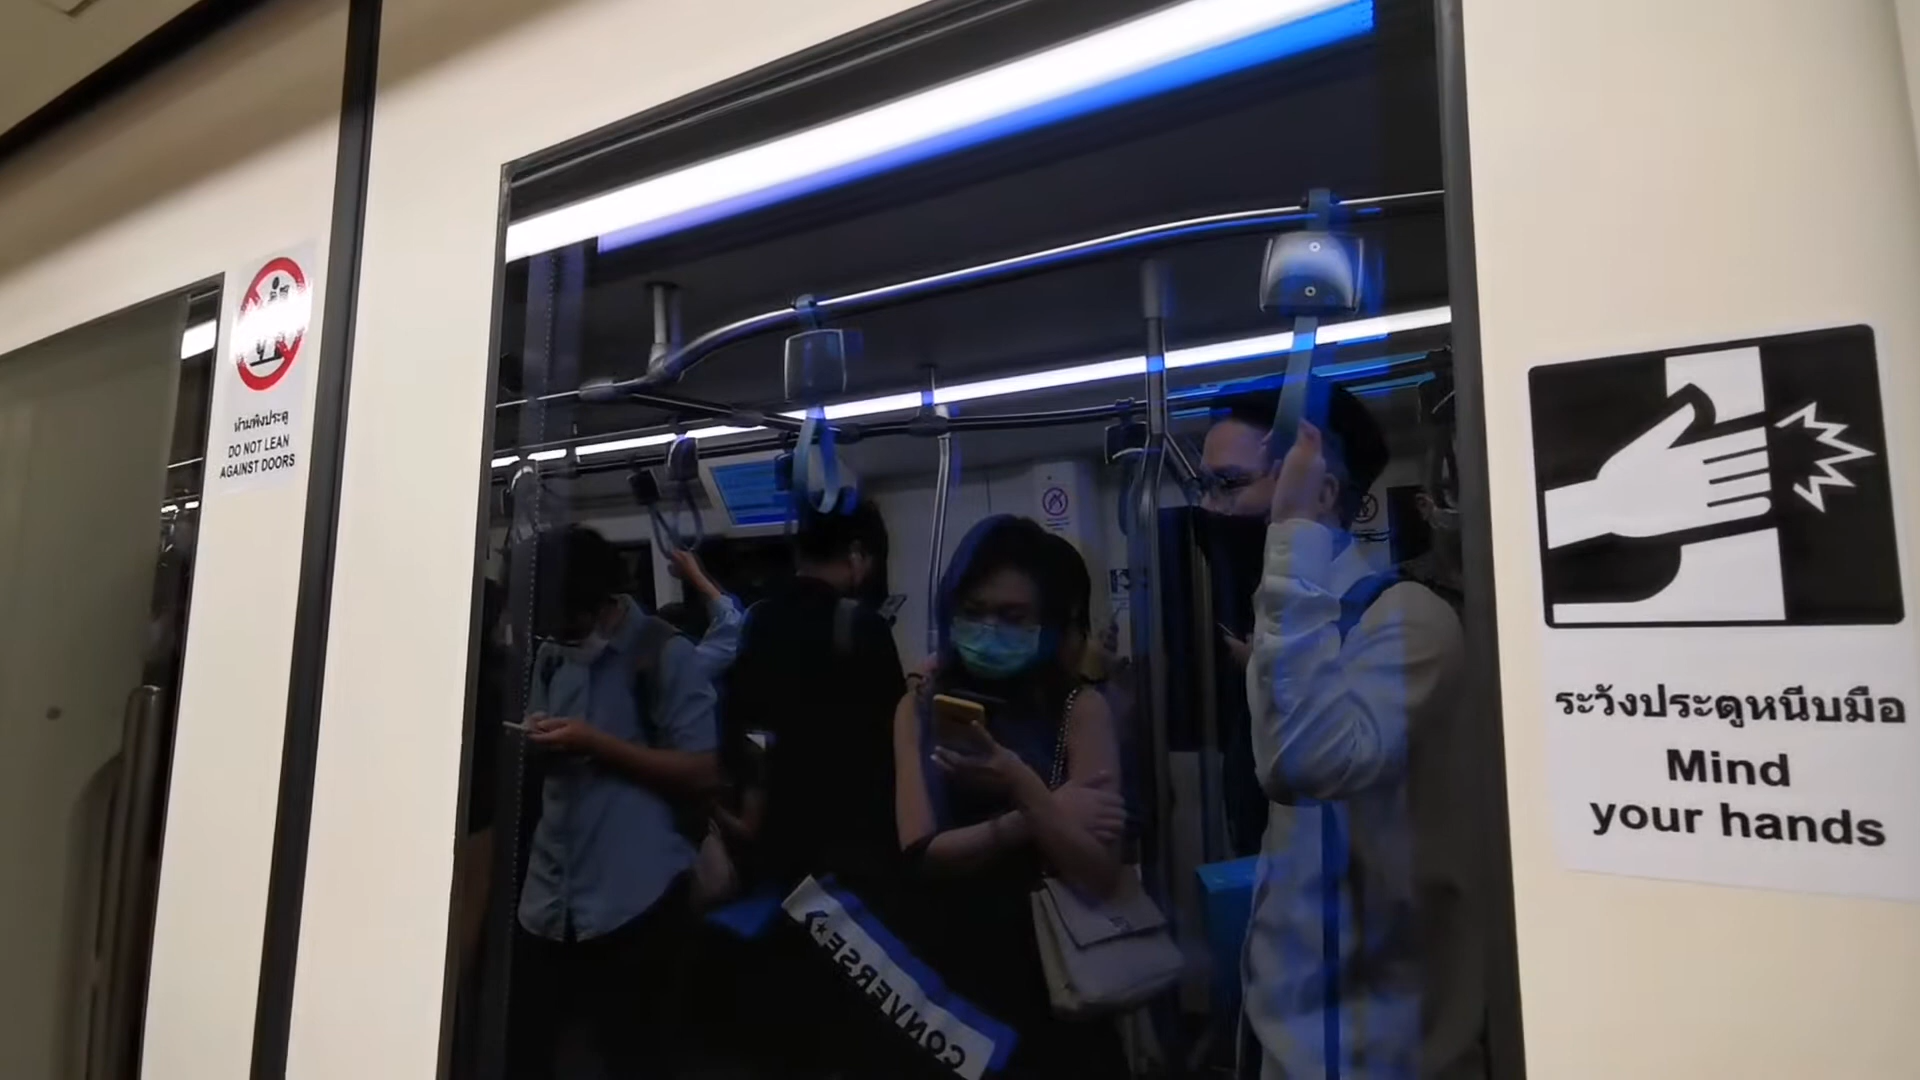 ห้ามพิงประตู
DO NOT LEAN
AGAINST DOORS
CONVERSE
ระวังประตูหนีบมือ
Mind
your hands